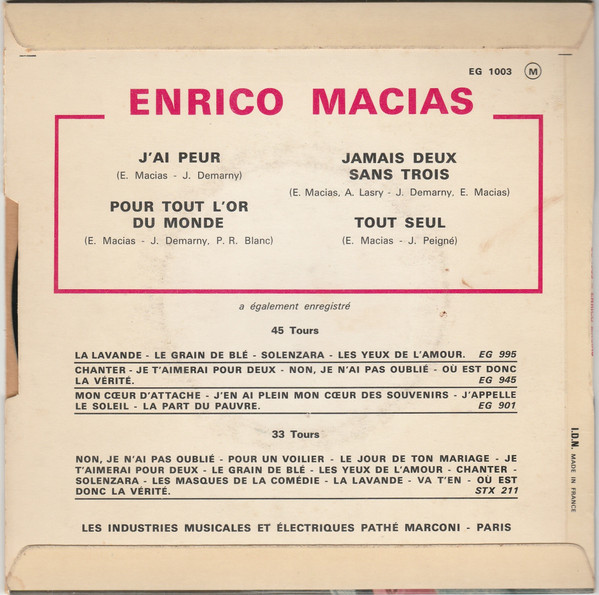 EG 1003 M
ENRICO MACIAS
J'AI PEUR
(E. Macias - J. Demarny)
POUR TOUT L'OR
DU MONDE
(E. Macias - J. Demarny, P. R. Blanc)
JAMAIS DEUX
SANS TROIS
(E. Macias, A. Lasry - J. Demarny, E. Macias)
TOUT SEUL
(E. Macias - J. Peigné)
a également enregistré
45 Tours
LA LAVANDE - LE GRAIN DE BLÉ - SOLENZARA - LES YEUX DE L'AMOUR. EG 995
CHANTER - JE T'AIMERAI POUR DEUX - NON, JE N'AI PAS OUBLIÉ - OÙ EST DONC
LA VÉRITÉ. EG 945
MON CŒUR D'ATTACHE - J'EN AI PLEIN MON CŒUR DES SOUVENIRS - J'APPELLE
LE SOLEIL - LA PART DU PAUVRE. EG 901
33 Tours
NON, JE N'AI PAS OUBLIÉ - POUR UN VOILIER - LE JOUR DE TON MARIAGE - JE
T'AIMERAI POUR DEUX - LE GRAIN DE BLÉ - LES YEUX DE L'AMOUR - CHANTER -
SOLENZARA - LES MASQUES DE LA COMÉDIE - LA LAVANDE - VA T'EN - OÙ EST
DONC LA VÉRITÉ. STX 211
LES INDUSTRIES MUSICALES ET ÉLECTRIQUES PATHÉ MARCONI - PARIS
I.D.N. MADE IN FRANCE